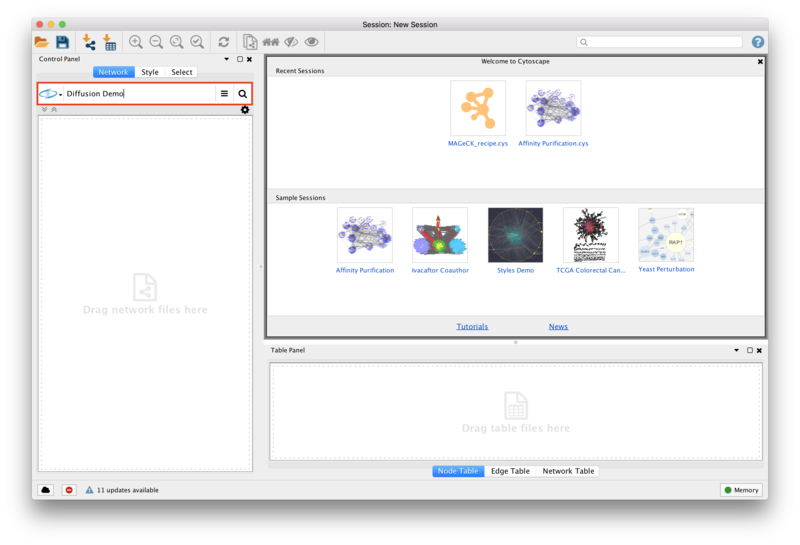 Session: New Session
Control Panel
Network Style Select
Diffusion Demo
Drag network files here
Welcome to Cytoscape
Recent Sessions
MAGeCK_recipe.cys Affinity Purification.cys
Sample Sessions
RAP1
Affinity Purification Ivacaftor Coauthor Styles Demo TCGA Colorectal Can... Yeast Perturbation
Tutorials News
Table Panel
Drag table files here
Node Table Edge Table Network Table
11 updates available
Memory